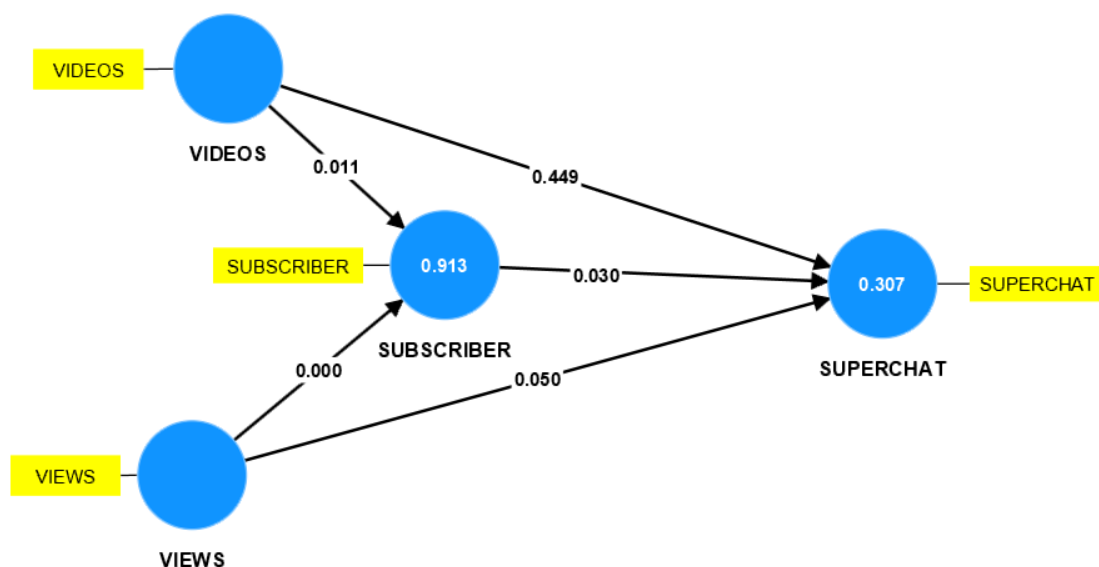 VIDEOS
VIDEOS
0.011
0.449
SUBSCRIBER
0.913
SUBSCRIBER
0.030
0.307
SUPERCHAT
SUPERCHAT
0.000
0.050
VIEWS
VIEWS